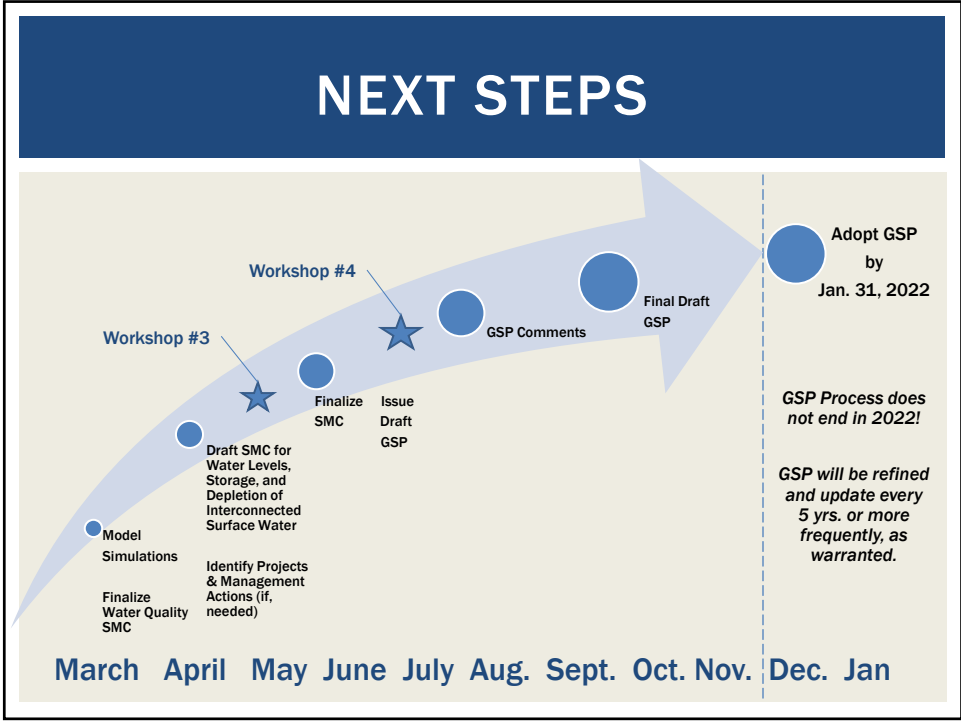 NEXT STEPS
Workshop #4
Workshop #3
Adopt GSP
by
Jan. 31, 2022
Final Draft
GSP
GSP Comments
Finalize
SMC
Issue
Draft
GSP
Draft SMC for
Water Levels,
Storage, and
Depletion of
Interconnected
Surface Water
Identify Projects
& Management
Actions (if,
needed)
Model
Simulations
Finalize
Water Quality
SMC
GSP Process does
not end in 2022!
GSP will be refined
and update every
5 yrs. or more
frequently, as
warranted.
March April May June July Aug. Sept. Oct. Nov. Dec. Jan